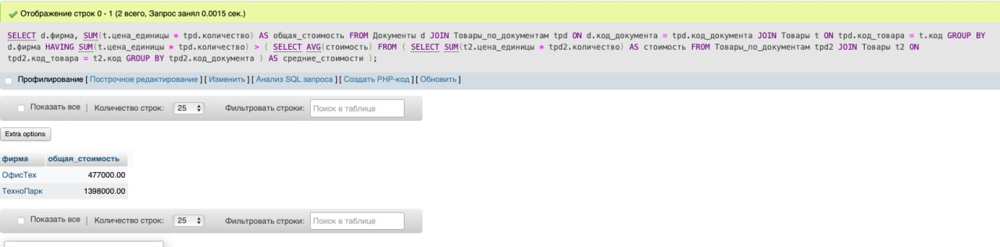 Отображение строк 0 - 1 (2 всего, Запрос занял 0.0015 сек.)
SELECT d.фирма, SUM(t.цена_единицы * tpd.количество) AS общая_стоимость FROM Документы d JOIN Товары_по_документам tpd ON d.код_документа = tpd.код_документа JOIN Товары t ON tpd.код_товара = t.код GROUP BY
d.фирма HAVING SUM(t.цена_единицы * tpd.количество) > ( SELECT AVG(стоимость) FROM ( SELECT SUM(t2.цена_единицы * tpd2.количество) AS стоимость FROM Товары_по_документам tpd2 JOIN Товары t2 ON
tpd2.код_товара = t2.код GROUP BY tpd2.код_документа ) AS средние_стоимости );
Профилирование [ Построчное редактирование ] [ Изменить ] [ Анализ SQL запроса ] [ Создать PHP-код ] [ Обновить ]
Показать все | Количество строк: 25 Фильтровать строки: Поиск в таблице
Extra options
фирма общая_стоимость
ОфисТех 477000.00
ТехноПарк 1398000.00
Показать все | Количество строк: 25 Фильтровать строки: Поиск в таблице